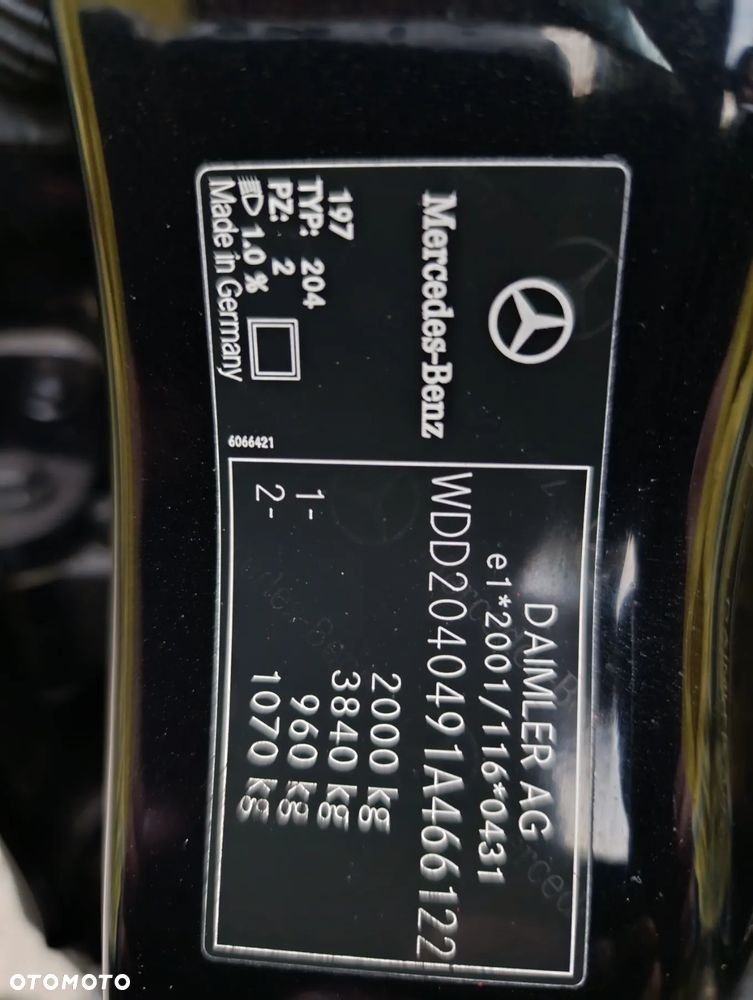 Mercedes-Benz
197
TYP: 204
PZ: 2
1.0 %
Made in Germany
6066421
DAIMLER AG
e1*2001/116*0431
WDD2040491A466122
2000 kg
3840 kg
1- 960 kg
2- 1070 kg
OTOMOTO